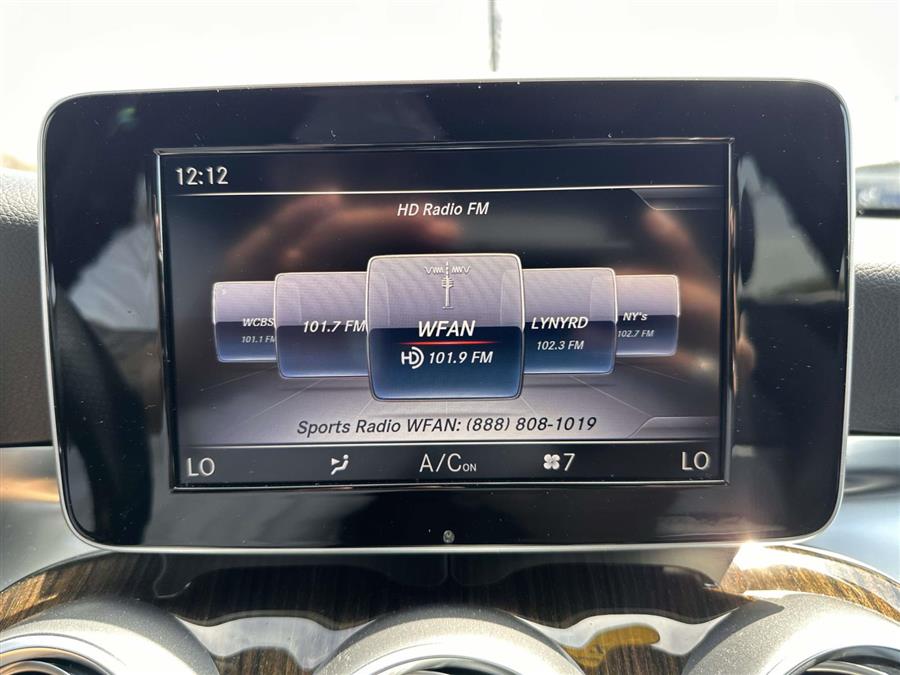 12:12
HD Radio FM
WCBS
101.1 FM
101.7 FM
WFAN
HD 101.9 FM
LYNYRD
102.3 FM
NY's
102.7 FM
Sports Radio WFAN: (888) 808-1019
LO A/C ON 7 LO